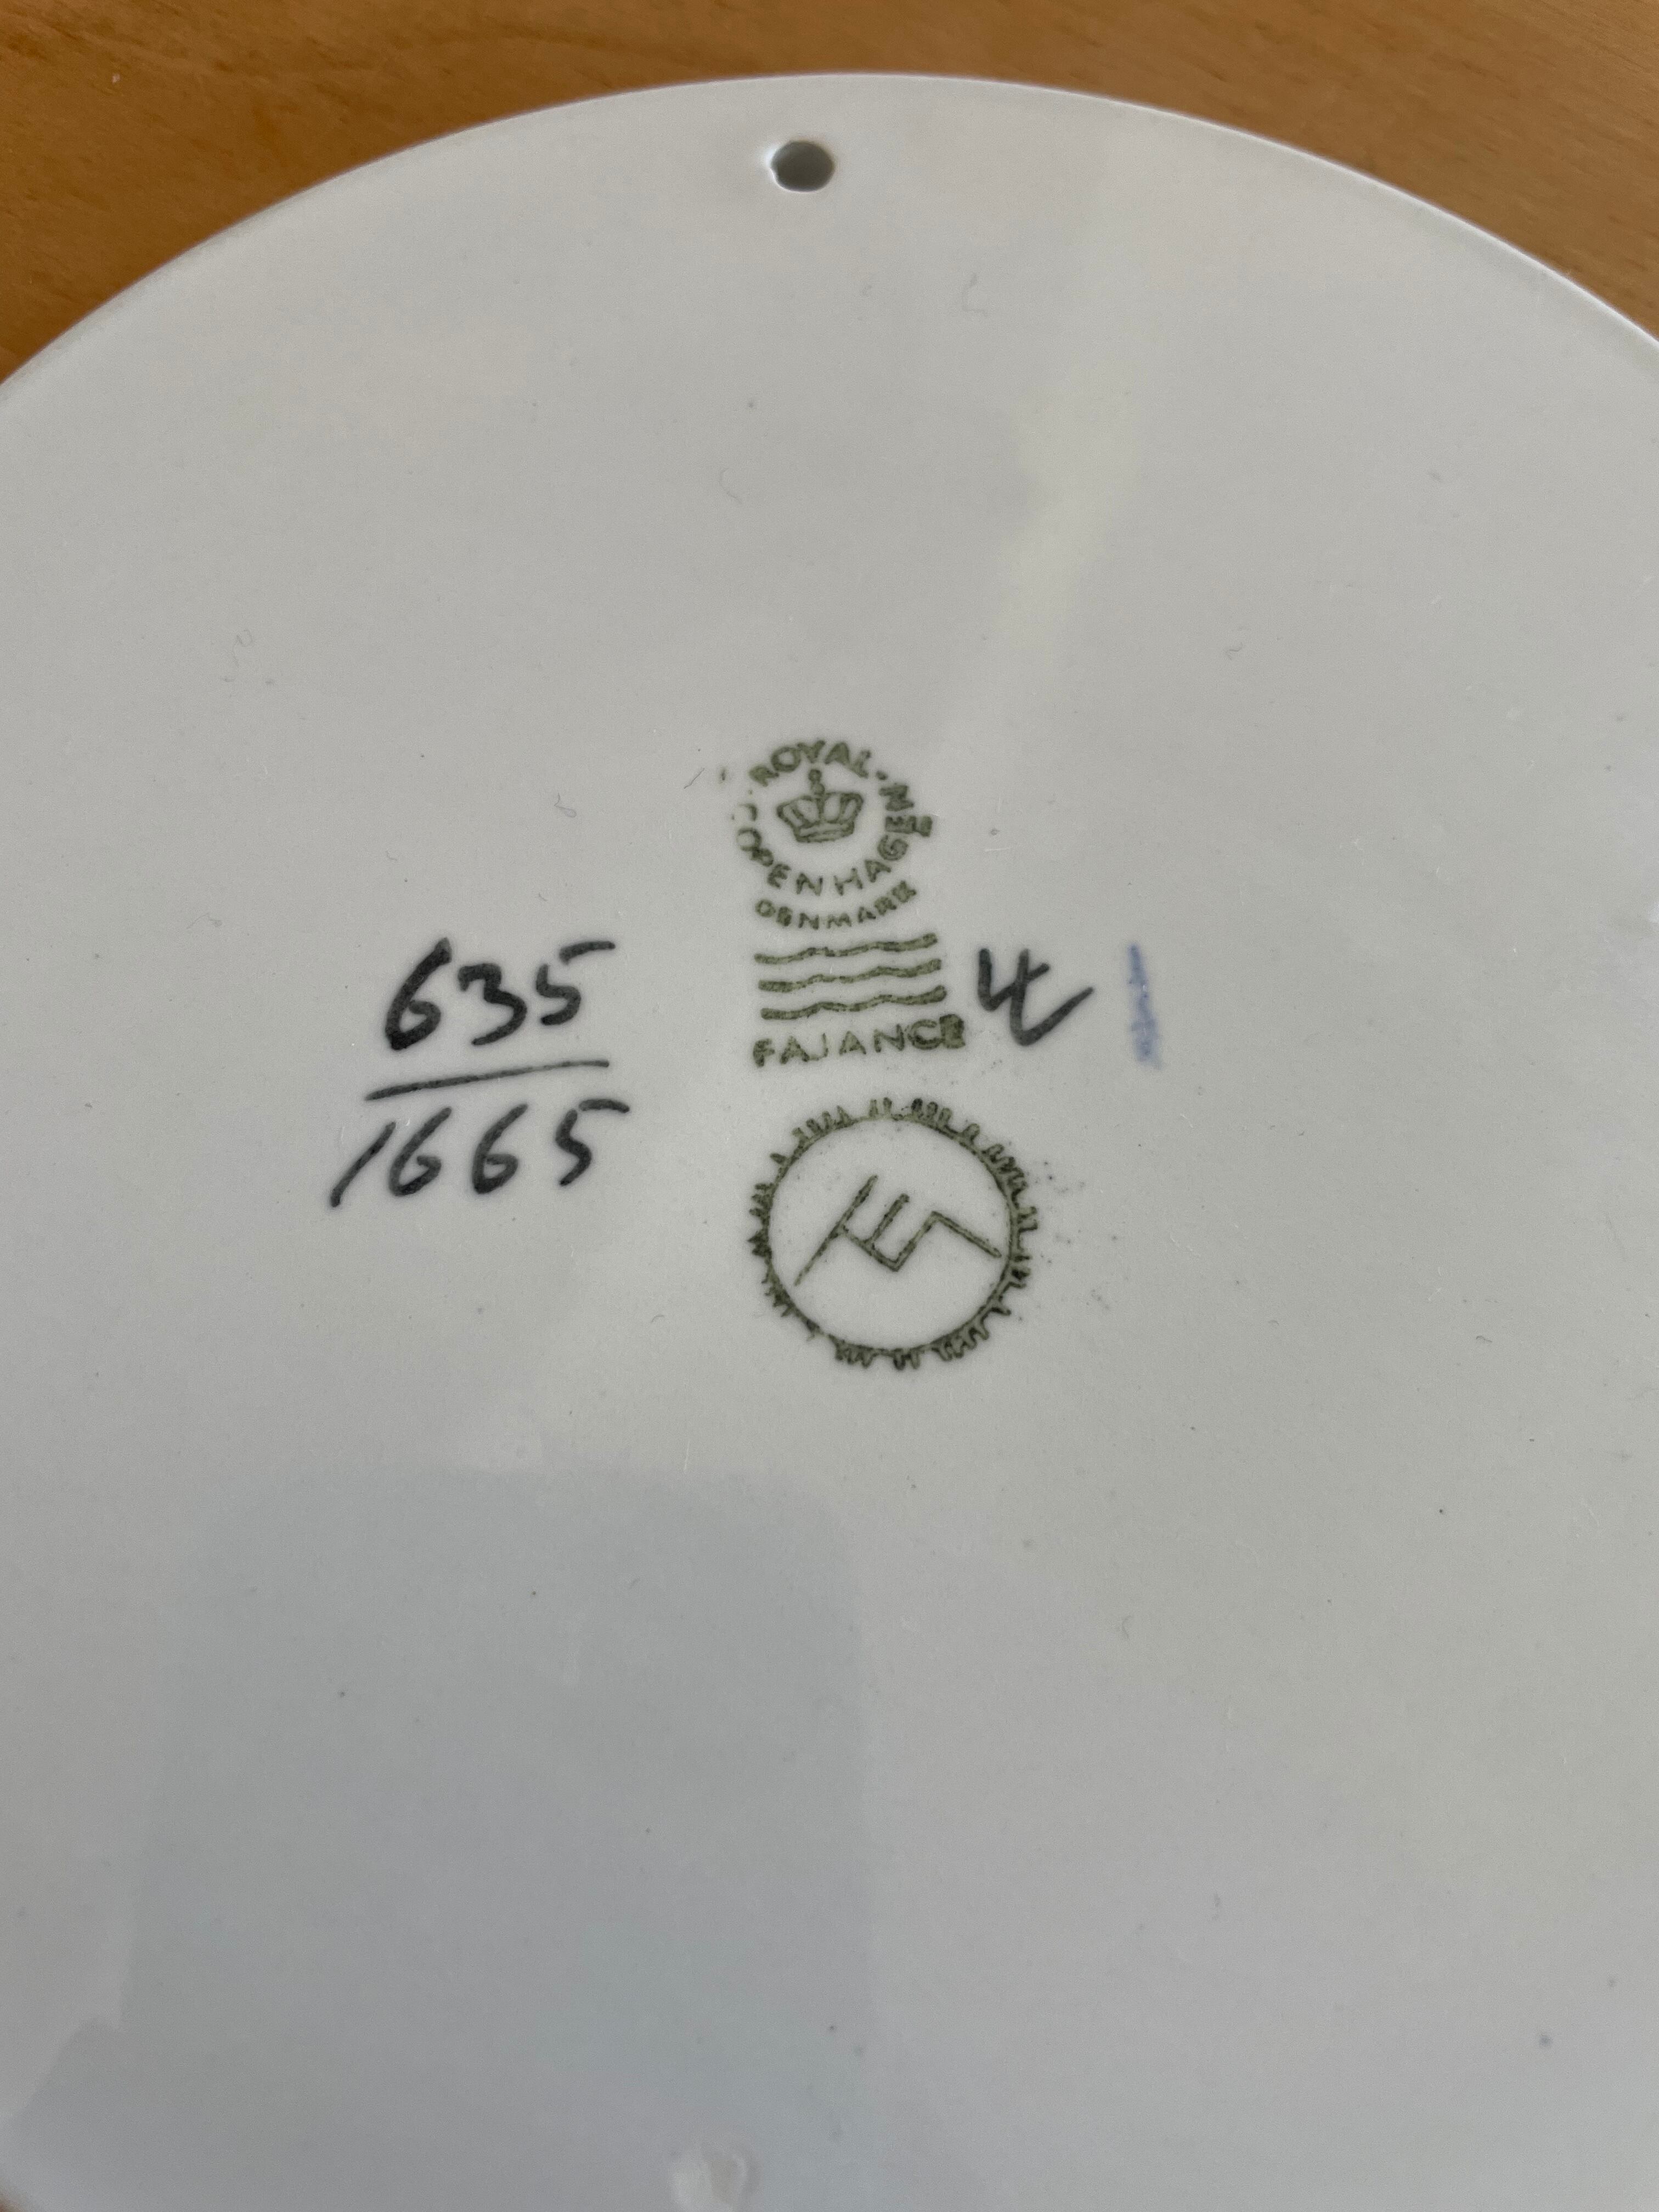 ROYAL
COPENHAGEN
DENMARK
FAJANCE
635
1665